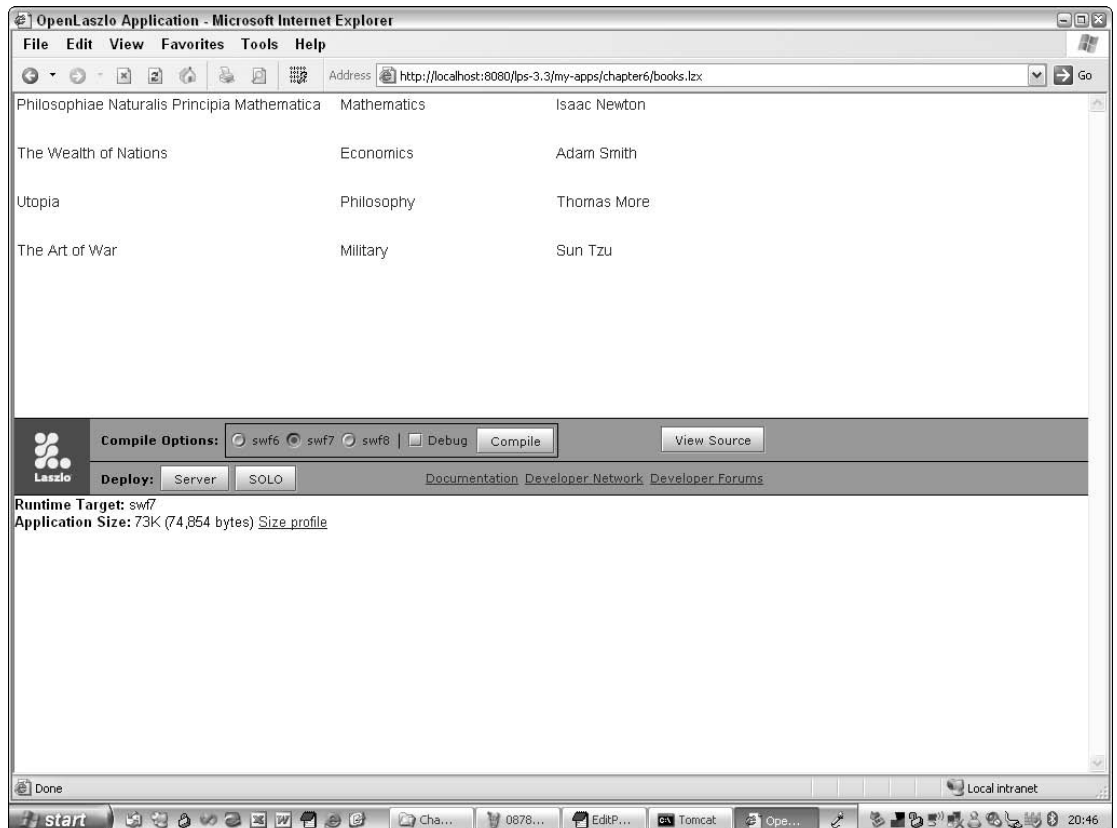 OpenLaszlo Application - Microsoft Internet Explorer
File Edit View Favorites Tools Help
Address http://localhost:8080/lps-3.3/my-apps/chapter6/books.lzx Go
Philosophiae Naturalis Principia Mathematica Mathematics Isaac Newton
The Wealth of Nations Economics Adam Smith
Utopia Philosophy Thomas More
The Art of War Military Sun Tzu
Compile Options: swf6 swf7 swf8 | Debug Compile View Source
Laszlo Deploy: Server SOLO Documentation Developer Network Developer Forums
Runtime Target: swf7
Application Size: 73K (74,854 bytes) Size profile
Done Local intranet
start Cha... 0878... EditP... Tomcat Ope... 20:46